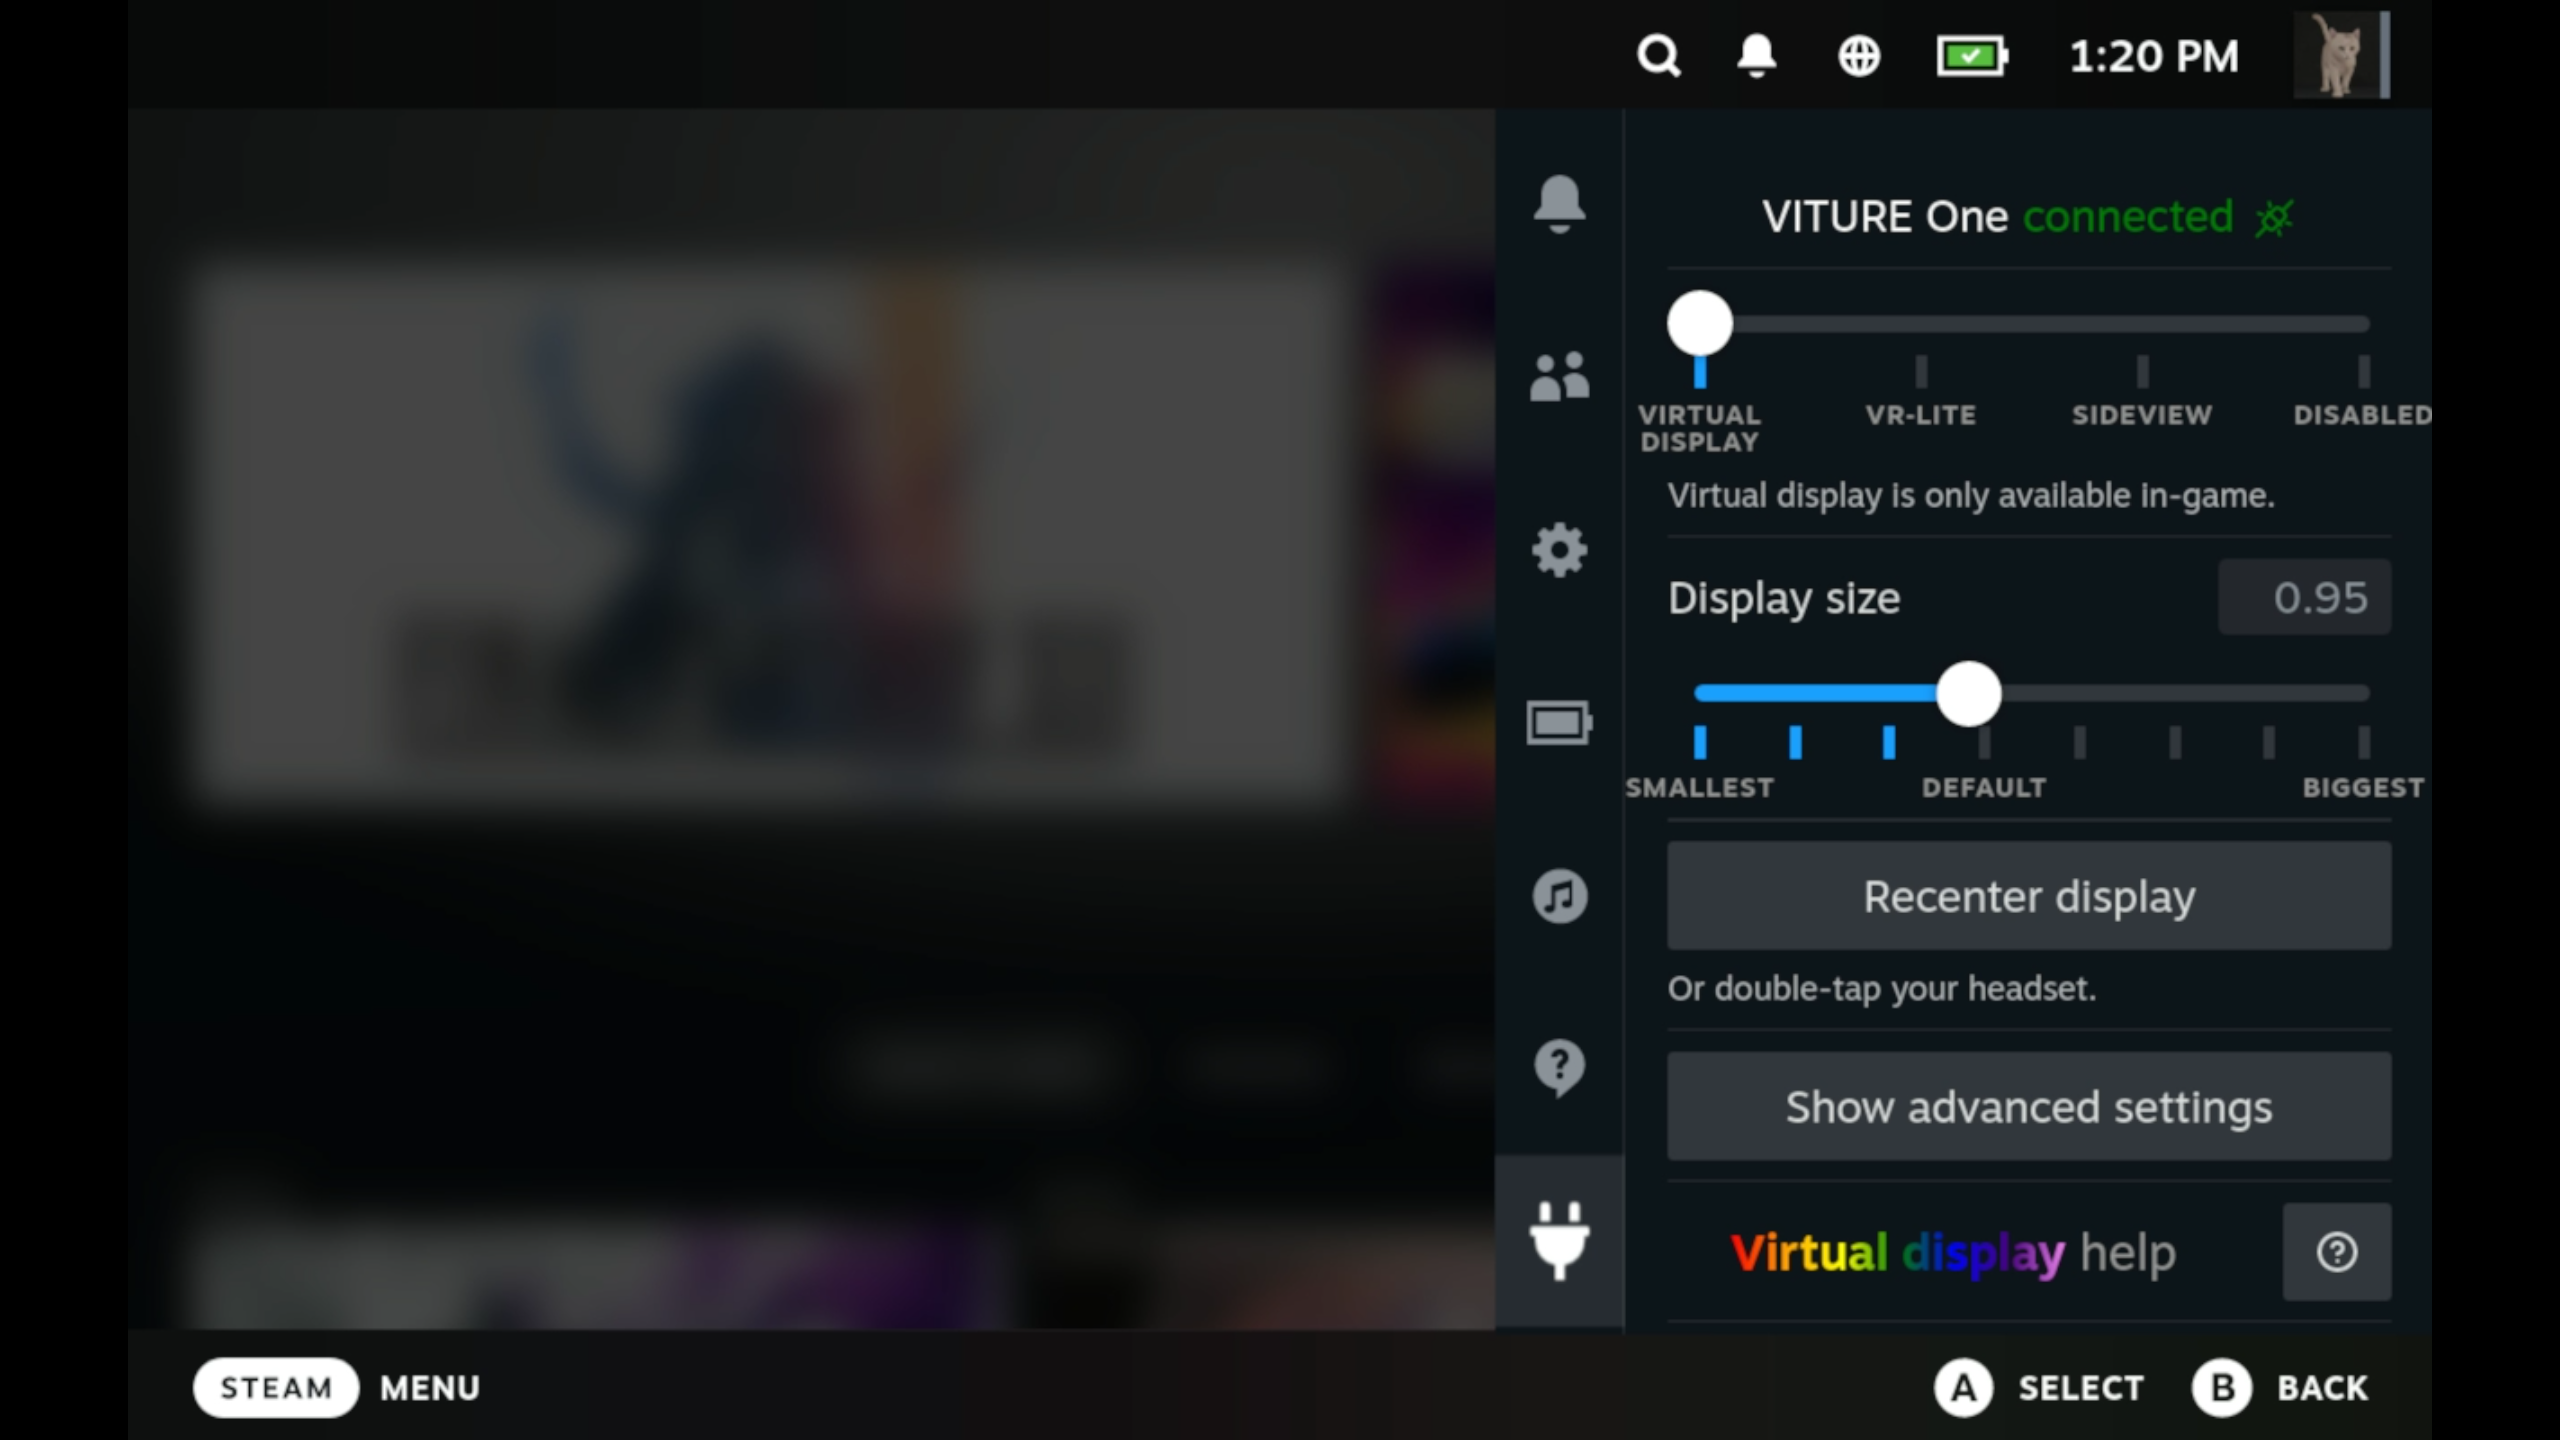 1:20 PM
VITURE One connected
VIRTUAL DISPLAY
VR-LITE
SIDEVIEW
DISABLED
Virtual display is only available in-game.
Display size
0.95
SMALLEST
DEFAULT
BIGGEST
Recenter display
Or double-tap your headset.
Show advanced settings
Virtual display help
STEAM MENU
A SELECT B BACK